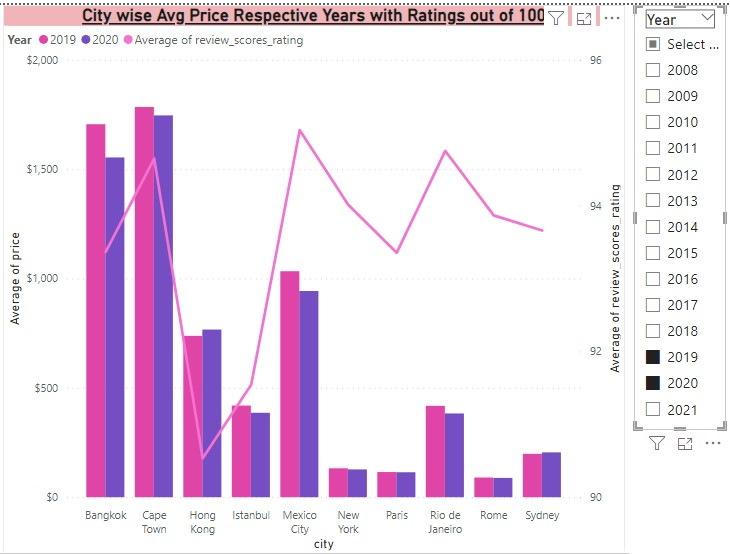 City wise Avg Price Respective Years with Ratings out of 100
Year 2019 2020 Average of review_scores_rating
$2,000
$1,500
$1,000
$500
$0
Average of price
96
94
92
90
Average of review_scores_rating
Bangkok
Cape
Town
Hong
Kong
Istanbul
Mexico
City
New
York
Paris
Rio de
Janeiro
Rome
Sydney
city
Year
Select ...
2008
2009
2010
2011
2012
2013
2014
2015
2016
2017
2018
2019
2020
2021